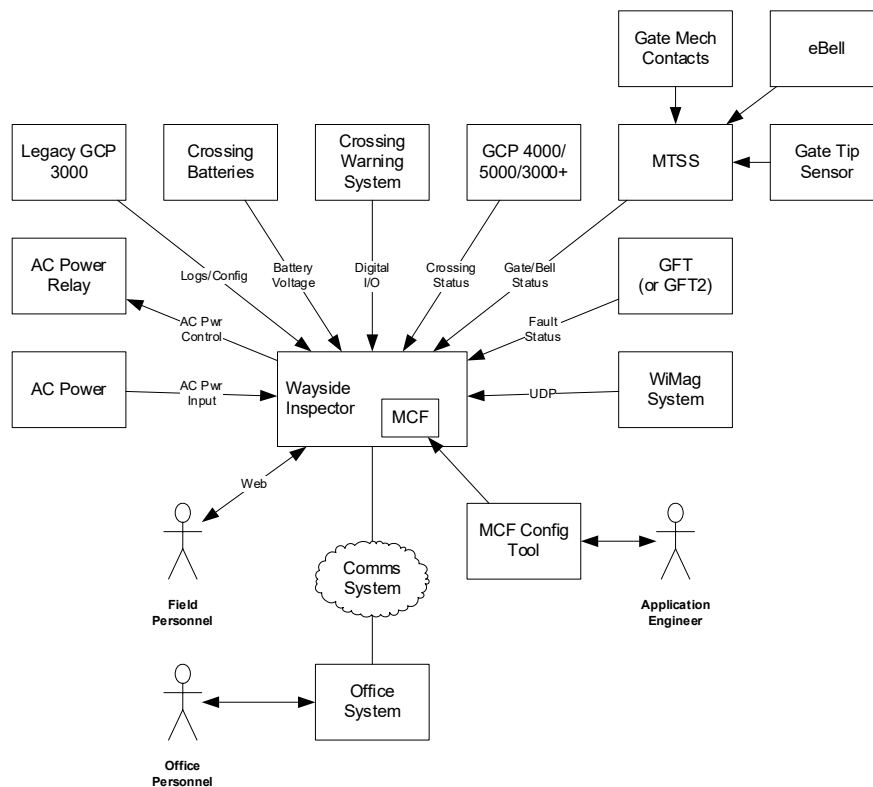 Gate Mech
Contacts
eBell
Legacy GCP
3000
Crossing
Batteries
Crossing
Warning
System
GCP 4000/
5000/3000+
MTSS
Gate Tip
Sensor
AC Power
Relay
Logs/Config
Battery
Voltage
Digital
I/O
Crossing
Status
Gate/Bell
Status
GFT
(or GFT2)
AC Pwr
Control
Fault
Status
AC Power
AC Pwr
Input
Wayside
Inspector
MCF
UDP
WiMag
System
Web
MCF Config
Tool
Comms
System
Field
Personnel
Application
Engineer
Office
System
Office
Personnel